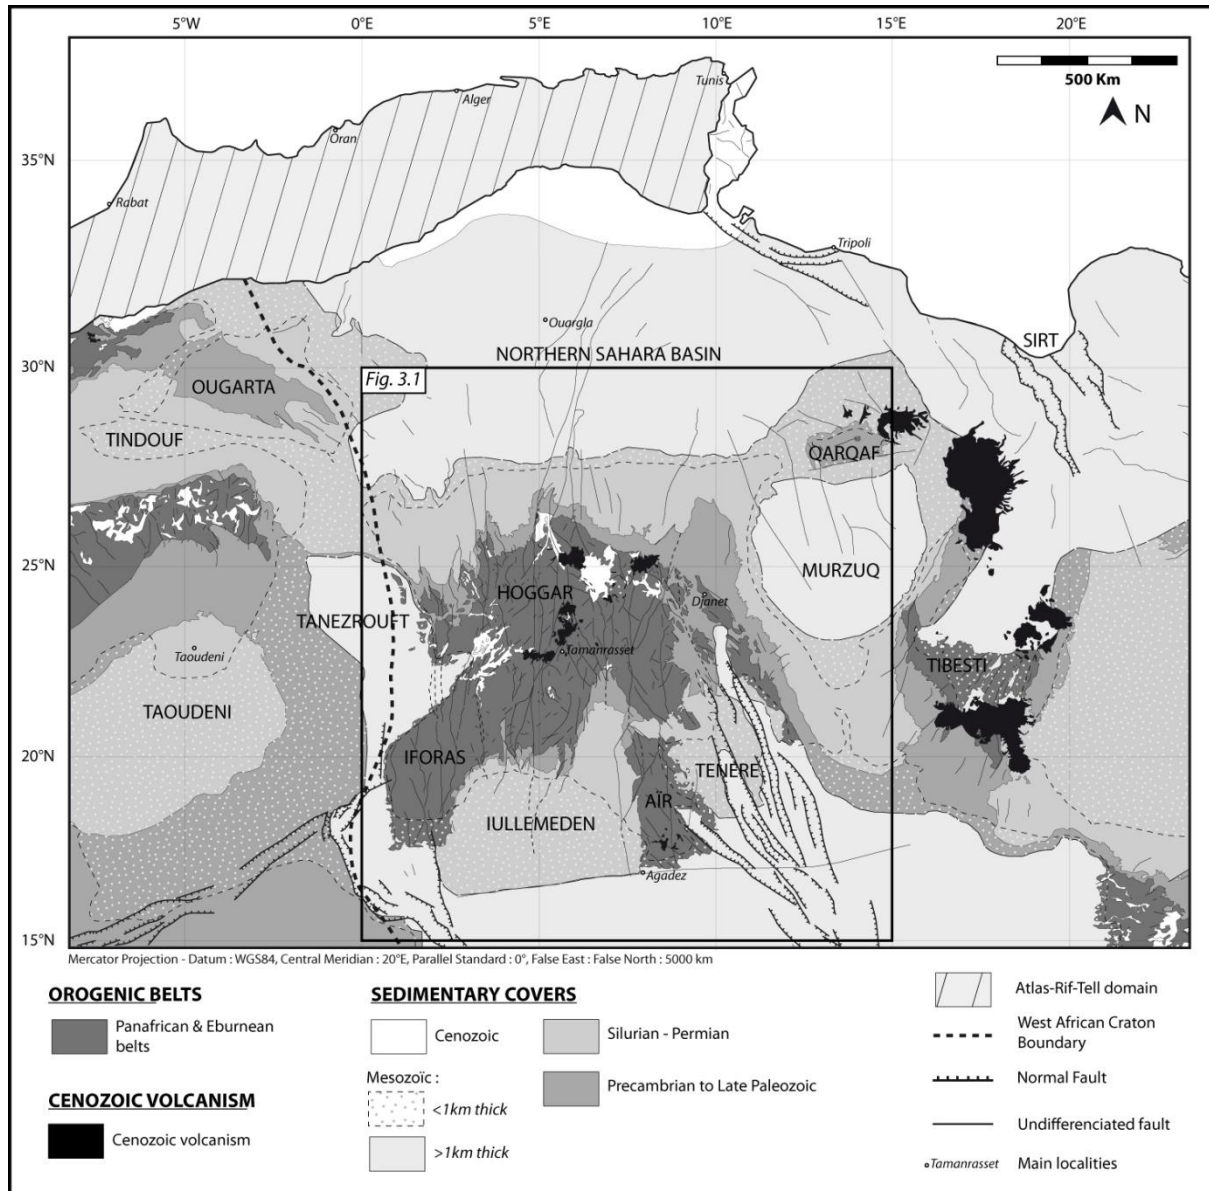 5°W 0°E 5°E 10°E 15°E 20°E
500 Km
N
Tunis
Alger
Oran
35°N
Rabat
Tripoli
Ouargla
SIRT
NORTHERN SAHARA BASIN
30°N
Fig. 3.1
OUGARTA
TINDOUF
QARQAF
25°N
MURZUQ
HOGGAR
Djanet
TANEZROUFT
Taoudeni
Tamanrasset
TIBESTI
TAOUDENI
20°N
IFORAS
TENERE
AÏR
IULLEMEDEN
Agadez
15°N
Mercator Projection - Datum : WGS84, Central Meridian : 20°E, Parallel Standard : 0°, False East : False North : 5000 km
OROGENIC BELTS
Panafrican & Eburnean
belts
CENOZOIC VOLCANISM
Cenozoic volcanism
SEDIMENTARY COVERS
Cenozoic
Mesozoïc :
<1km thick
>1km thick
Silurian - Permian
Precambrian to Late Paleozoic
Atlas-Rif-Tell domain
West African Craton
Boundary
Normal Fault
Undifferenciated fault
Tamanrasset
Main localities